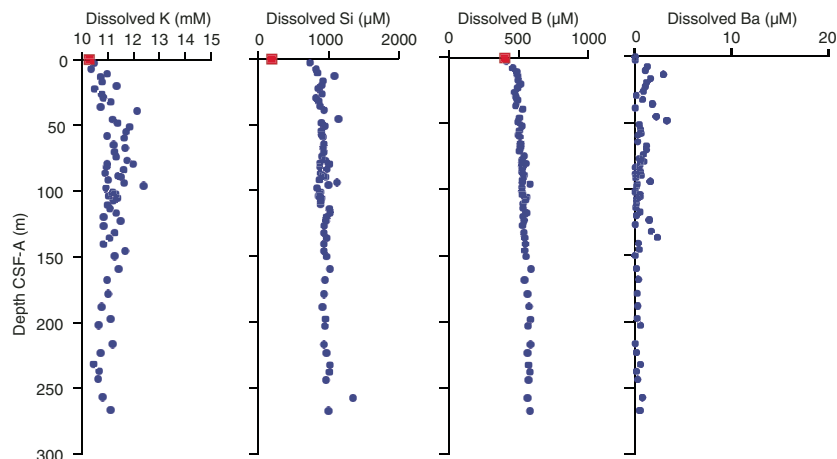 Dissolved K (mM)
10 11 12 13 14 15
Dissolved Si (µM)
0 1000 2000
Dissolved B (µM)
0 500 1000
Dissolved Ba (µM)
0 10 20
Depth CSF-A (m)
0
50
100
150
200
250
300